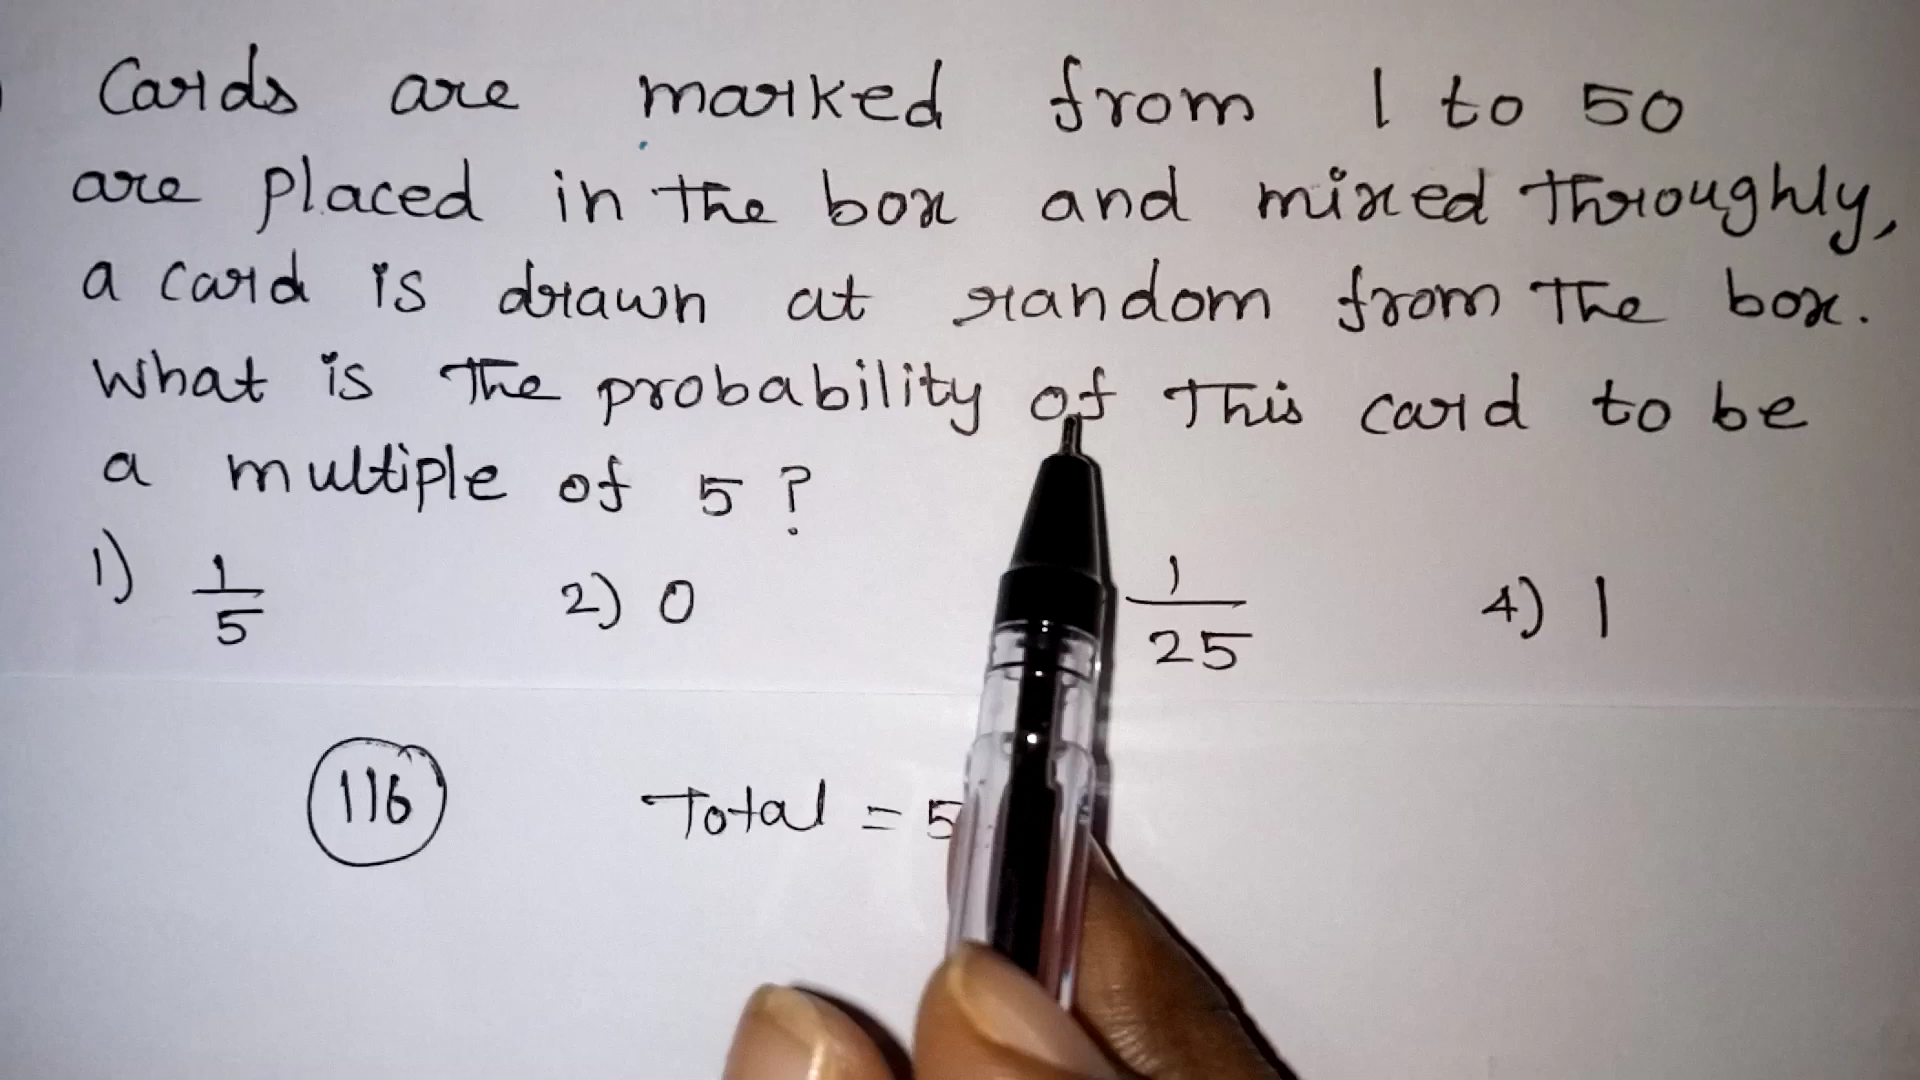 Cards are marked from 1 to 50
are placed in the box and mixed throughly,
a card is drawn at random from the box.
What is the probability of this card to be
a multiple of 5 ?
1) 1/5 2) 0 1/25 4) 1
116 Total = 5